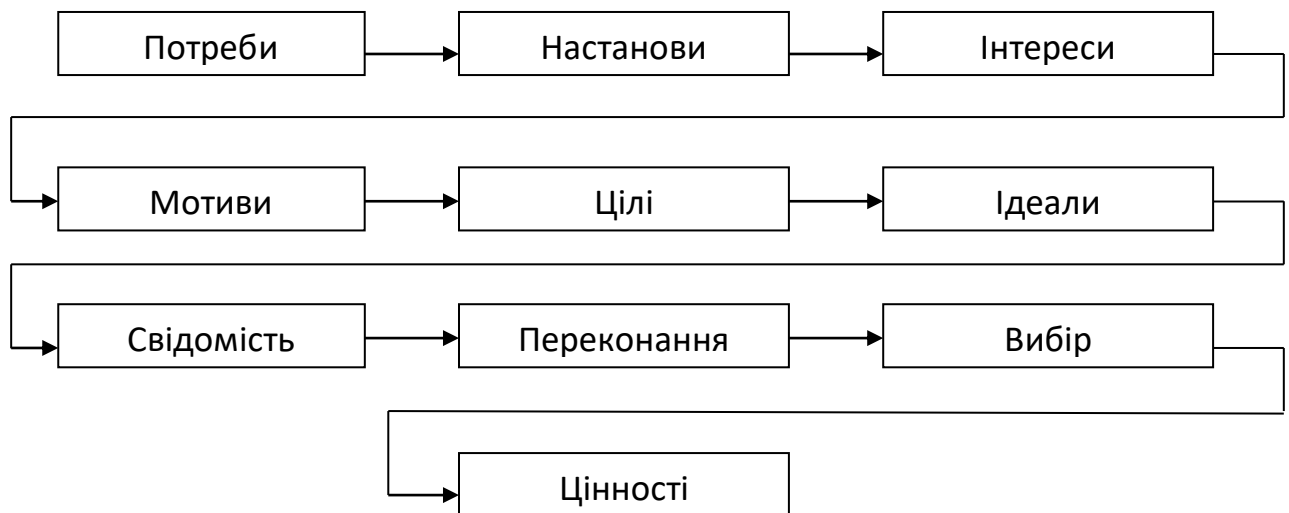 Потреби Настанови Інтереси
Мотиви Цілі Ідеали
Свідомість Переконання Вибір
Цінності